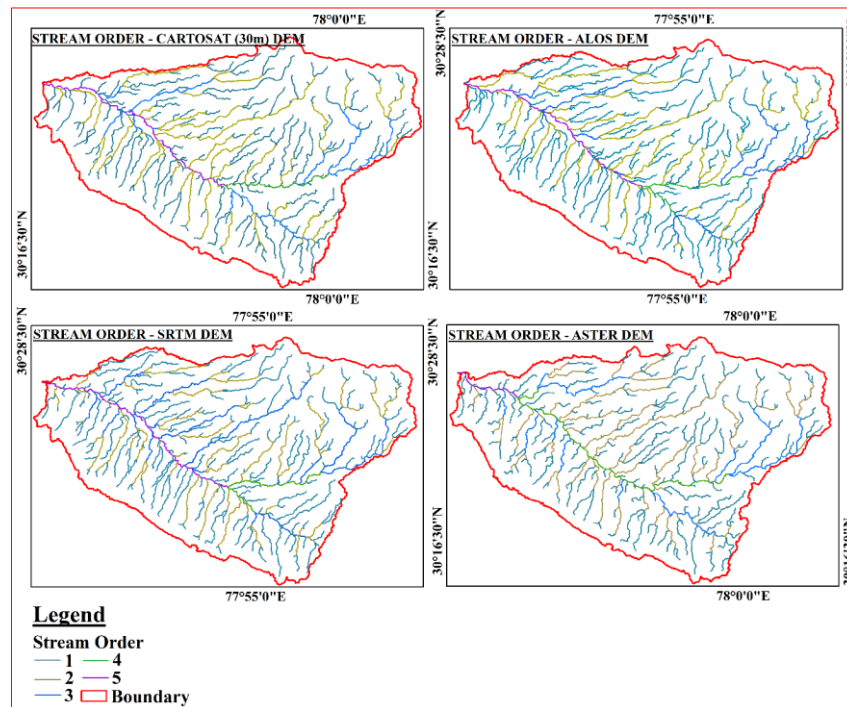 78°0'0"E
77°55'0"E
STREAM ORDER - CARTOSAT (30m) DEM
STREAM ORDER - ALOS DEM
30°28'30"N
30°16'30"N
30°16'30"N
78°0'0"E
77°55'0"E
77°55'0"E
78°0'0"E
STREAM ORDER - SRTM DEM
STREAM ORDER - ASTER DEM
30°28'30"N
30°28'30"N
30°16'30"N
30°16'30"N
77°55'0"E
78°0'0"E
Legend
Stream Order
1 4
2 5
3 Boundary